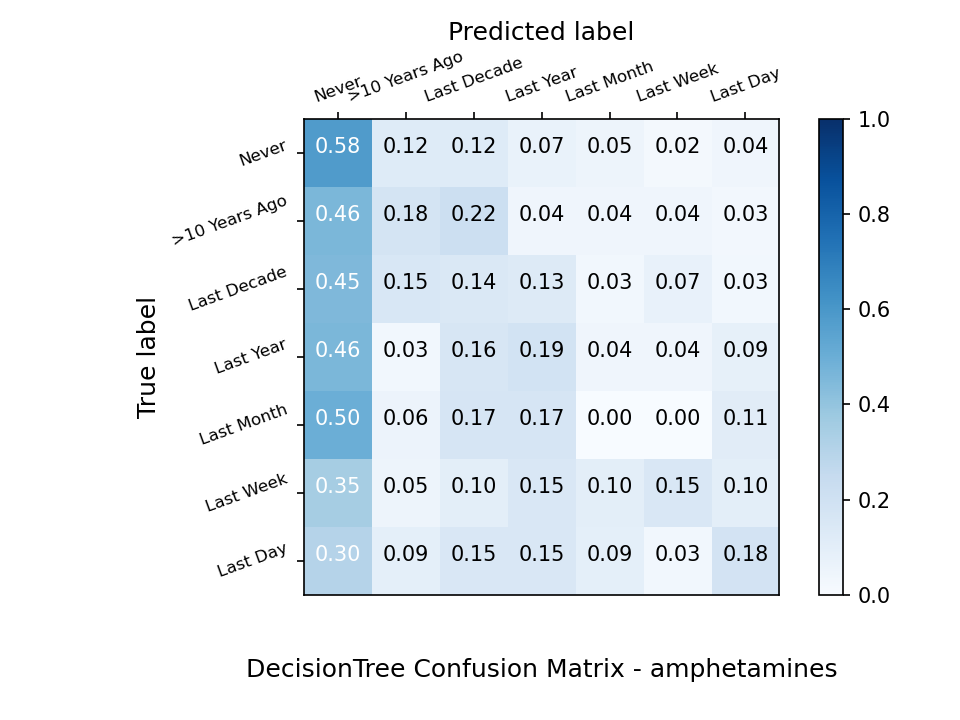 Predicted label
Never >10 Years Ago Last Decade Last Year Last Month Last Week Last Day
1.0
Never 0.58 0.12 0.12 0.07 0.05 0.02 0.04
0.8
>10 Years Ago 0.46 0.18 0.22 0.04 0.04 0.04 0.03
Last Decade 0.45 0.15 0.14 0.13 0.03 0.07 0.03
0.6
True label
Last Year 0.46 0.03 0.16 0.19 0.04 0.04 0.09
0.4
Last Month 0.50 0.06 0.17 0.17 0.00 0.00 0.11
Last Week 0.35 0.05 0.10 0.15 0.10 0.15 0.10
0.2
Last Day 0.30 0.09 0.15 0.15 0.09 0.03 0.18
0.0
DecisionTree Confusion Matrix - amphetamines